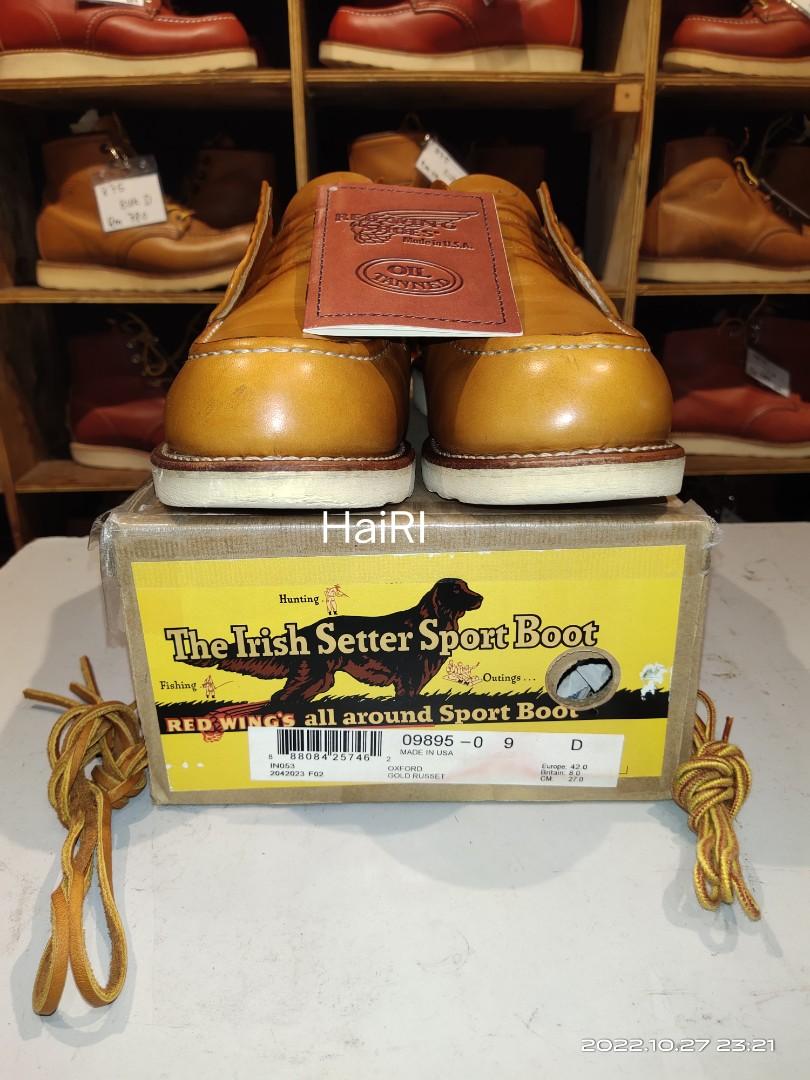 875
8111 D
RED WING
SHOES
Made in U.S.A.
OIL
TANNED
HaiRI
Hunting
The Irish Setter Sport Boot
Fishing
Outings...
RED WING'S all around Sport Boot
09895-0 9 D
MADE IN USA
8 88084 25746 2
IN053
2042023 F02
OXFORD
GOLD RUSSET
Europe: 42.0
Britain: 8.0
CM: 27.0
2022.10.27 23:21